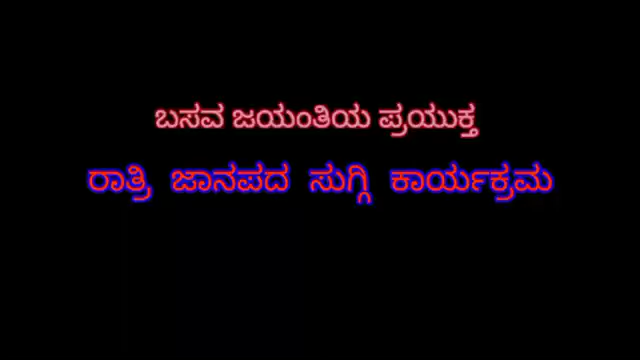 ಬಸವ ಜಯಂತಿಯ ಪ್ರಯುಕ್ತ
ರಾತ್ರಿ ಜಾನಪದ ಸುಗ್ಗಿ ಕಾರ್ಯಕ್ರಮ